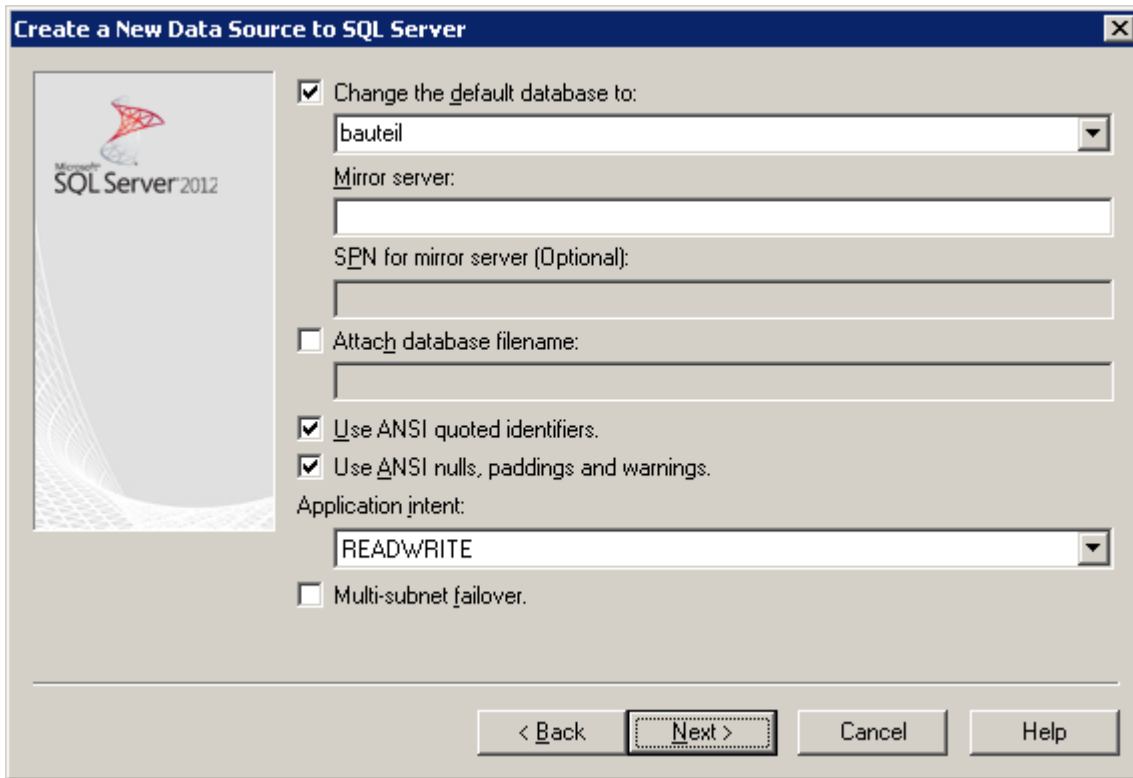 Create a New Data Source to SQL Server
Microsoft®
SQL Server 2012
Change the default database to:
bauteil
Mirror server:
SPN for mirror server (Optional):
Attach database filename:
Use ANSI quoted identifiers.
Use ANSI nulls, paddings and warnings.
Application intent:
READWRITE
Multi-subnet failover.
< Back Next > Cancel Help